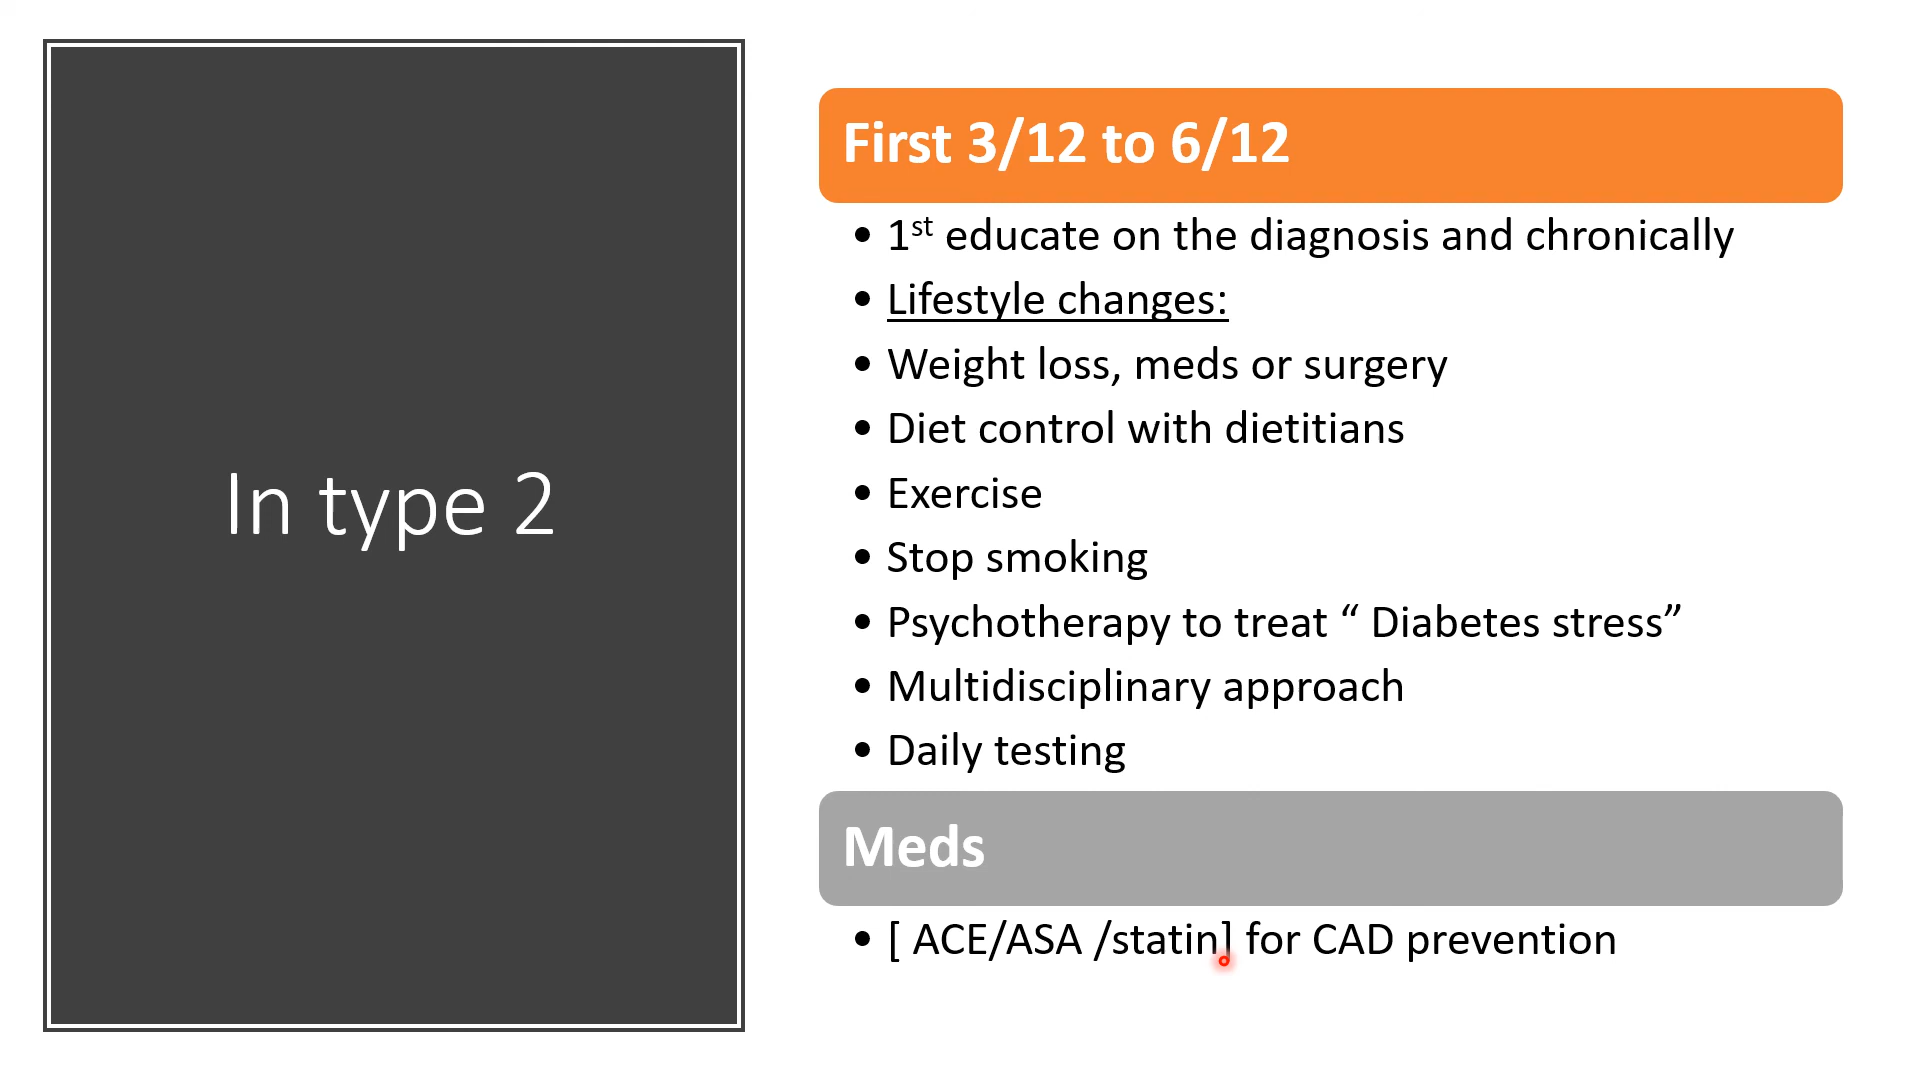 In type 2
First 3/12 to 6/12
• 1st educate on the diagnosis and chronically
• Lifestyle changes:
• Weight loss, meds or surgery
• Diet control with dietitians
• Exercise
• Stop smoking
• Psychotherapy to treat “ Diabetes stress”
• Multidisciplinary approach
• Daily testing
Meds
• [ ACE/ASA /statin] for CAD prevention